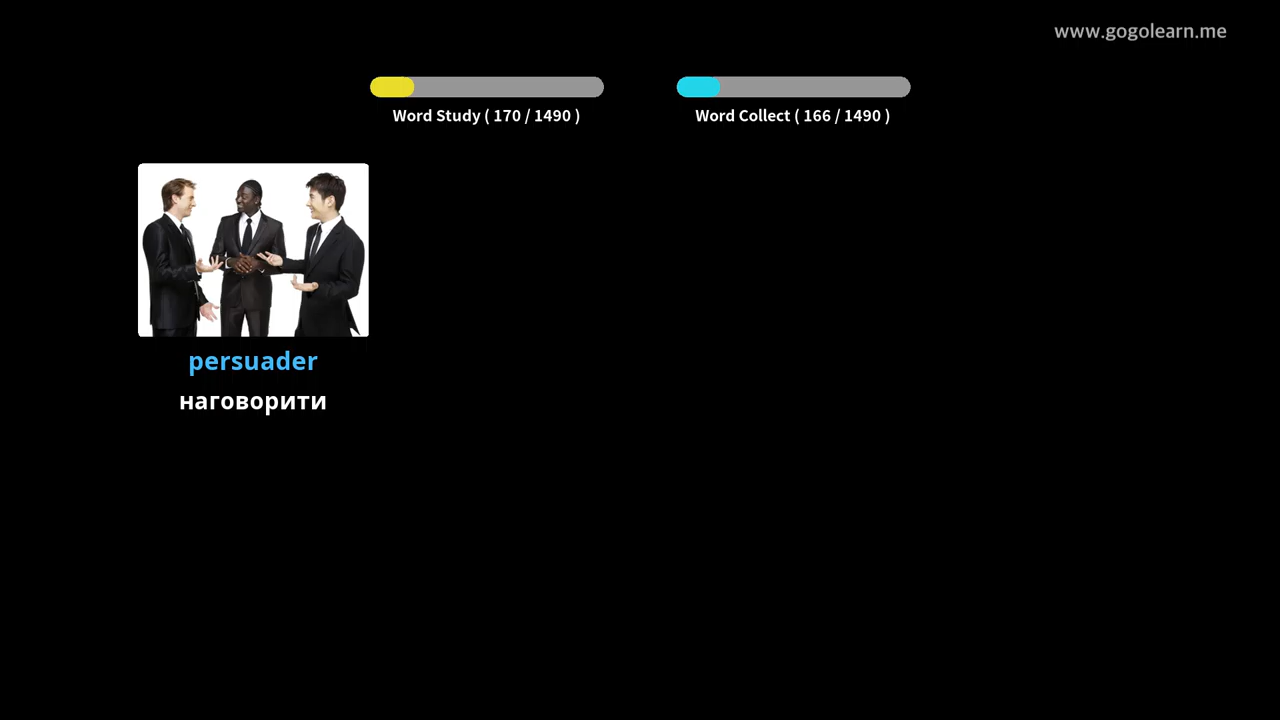 www.gogolearn.me
Word Study ( 170 / 1490 )
Word Collect ( 166 / 1490 )
persuader
наговорити